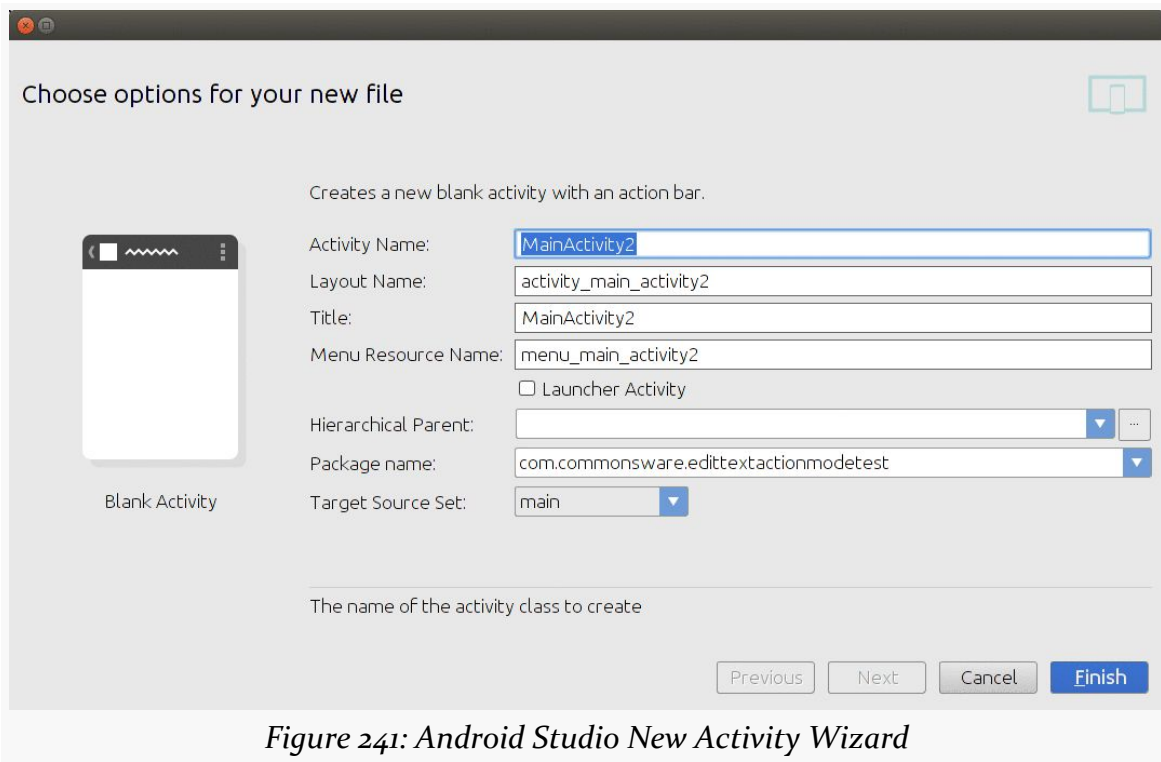 Choose options for your new file
Creates a new blank activity with an action bar.
Activity Name: MainActivity2
Layout Name: activity_main_activity2
Title: MainActivity2
Menu Resource Name: menu_main_activity2
Launcher Activity
Hierarchical Parent: ...
Package name: com.commonsware.edittextactionmodetest
Blank Activity
Target Source Set: main
The name of the activity class to create
Previous Next Cancel Finish
Figure 241: Android Studio New Activity Wizard